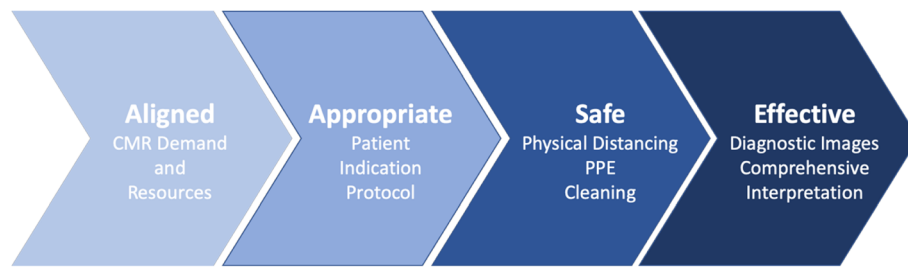 Aligned
CMR Demand
and
Resources
Appropriate
Patient
Indication
Protocol
Safe
Physical Distancing
PPE
Cleaning
Effective
Diagnostic Images
Comprehensive
Interpretation